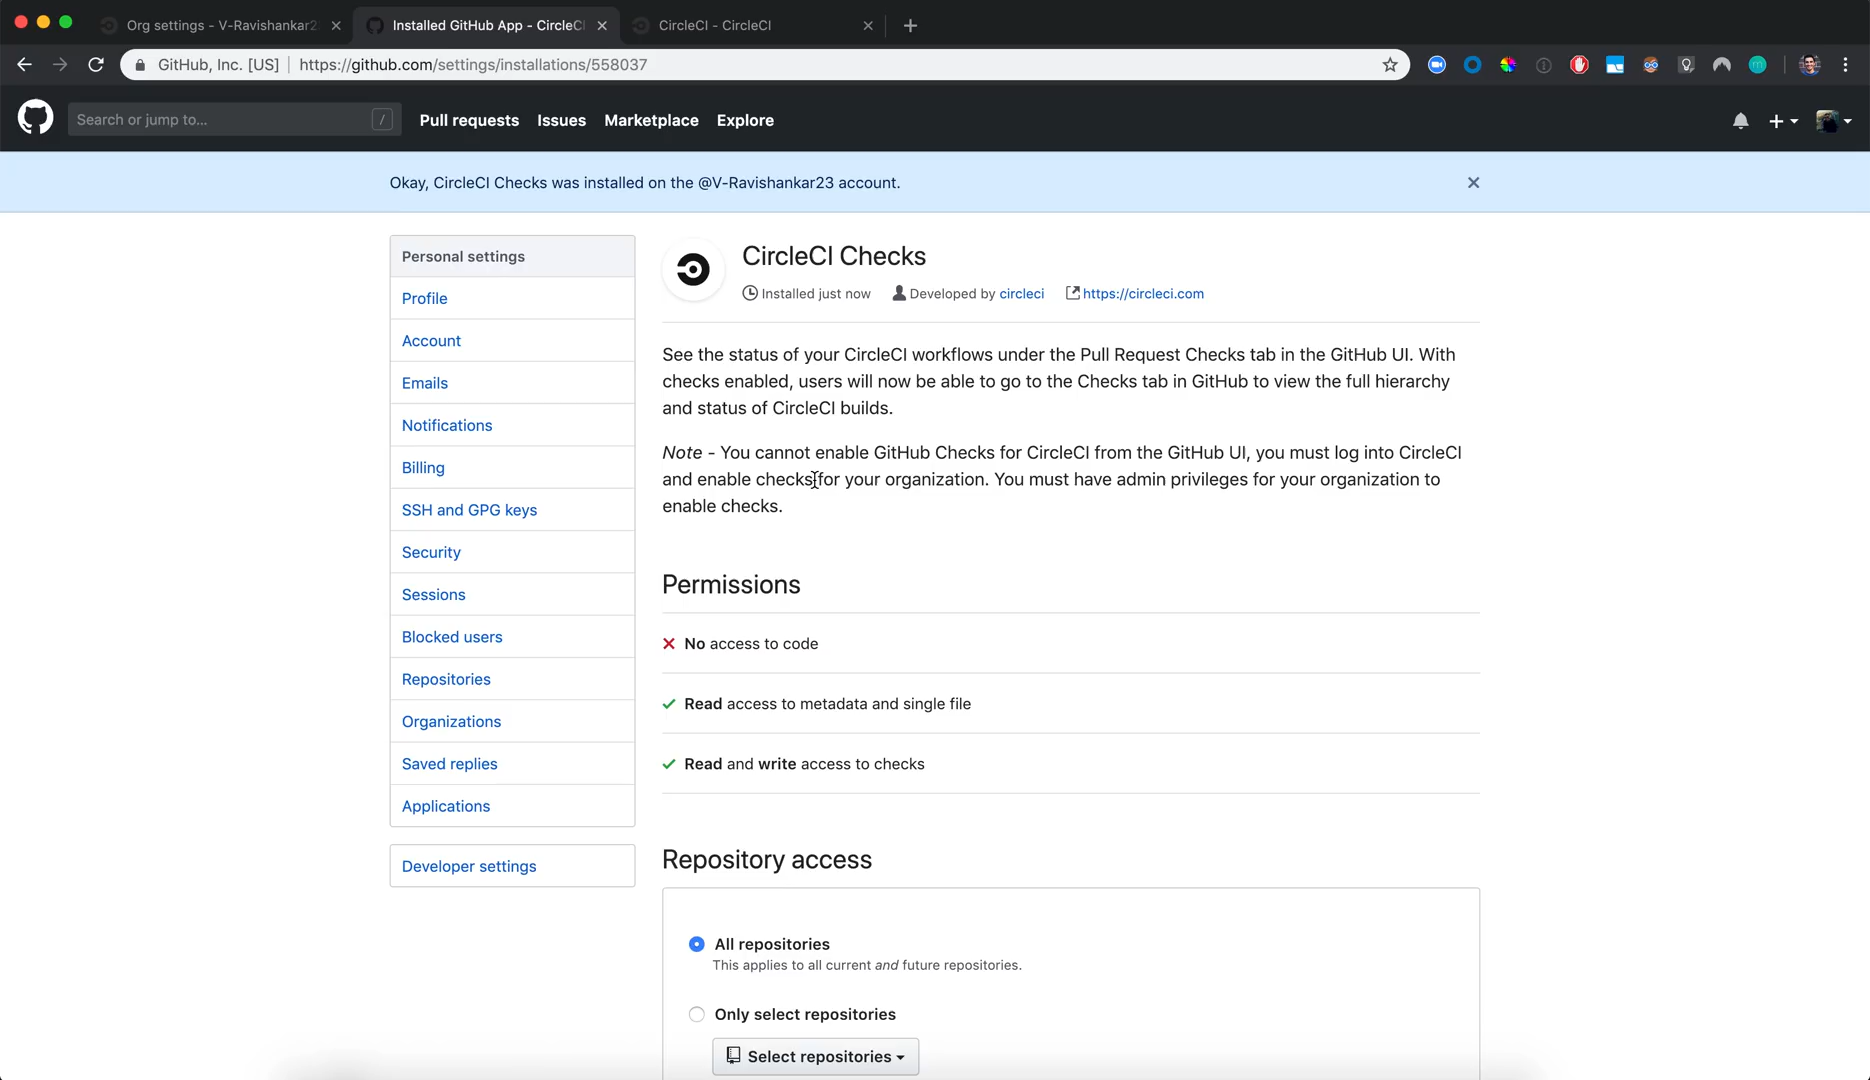 Org settings - V-Ravishankar2
Installed GitHub App - CircleC
CircleCI - CircleCI
GitHub, Inc. [US] https://github.com/settings/installations/558037
Search or jump to... /
Pull requests Issues Marketplace Explore
Okay, CircleCI Checks was installed on the @V-Ravishankar23 account.
Personal settings
Profile
Account
Emails
Notifications
Billing
SSH and GPG keys
Security
Sessions
Blocked users
Repositories
Organizations
Saved replies
Applications
Developer settings
CircleCI Checks
Installed just now Developed by circleci https://circleci.com
See the status of your CircleCI workflows under the Pull Request Checks tab in the GitHub UI. With
checks enabled, users will now be able to go to the Checks tab in GitHub to view the full hierarchy
and status of CircleCI builds.
Note - You cannot enable GitHub Checks for CircleCI from the GitHub UI, you must log into CircleCI
and enable checks for your organization. You must have admin privileges for your organization to
enable checks.
Permissions
No access to code
Read access to metadata and single file
Read and write access to checks
Repository access
All repositories
This applies to all current and future repositories.
Only select repositories
Select repositories